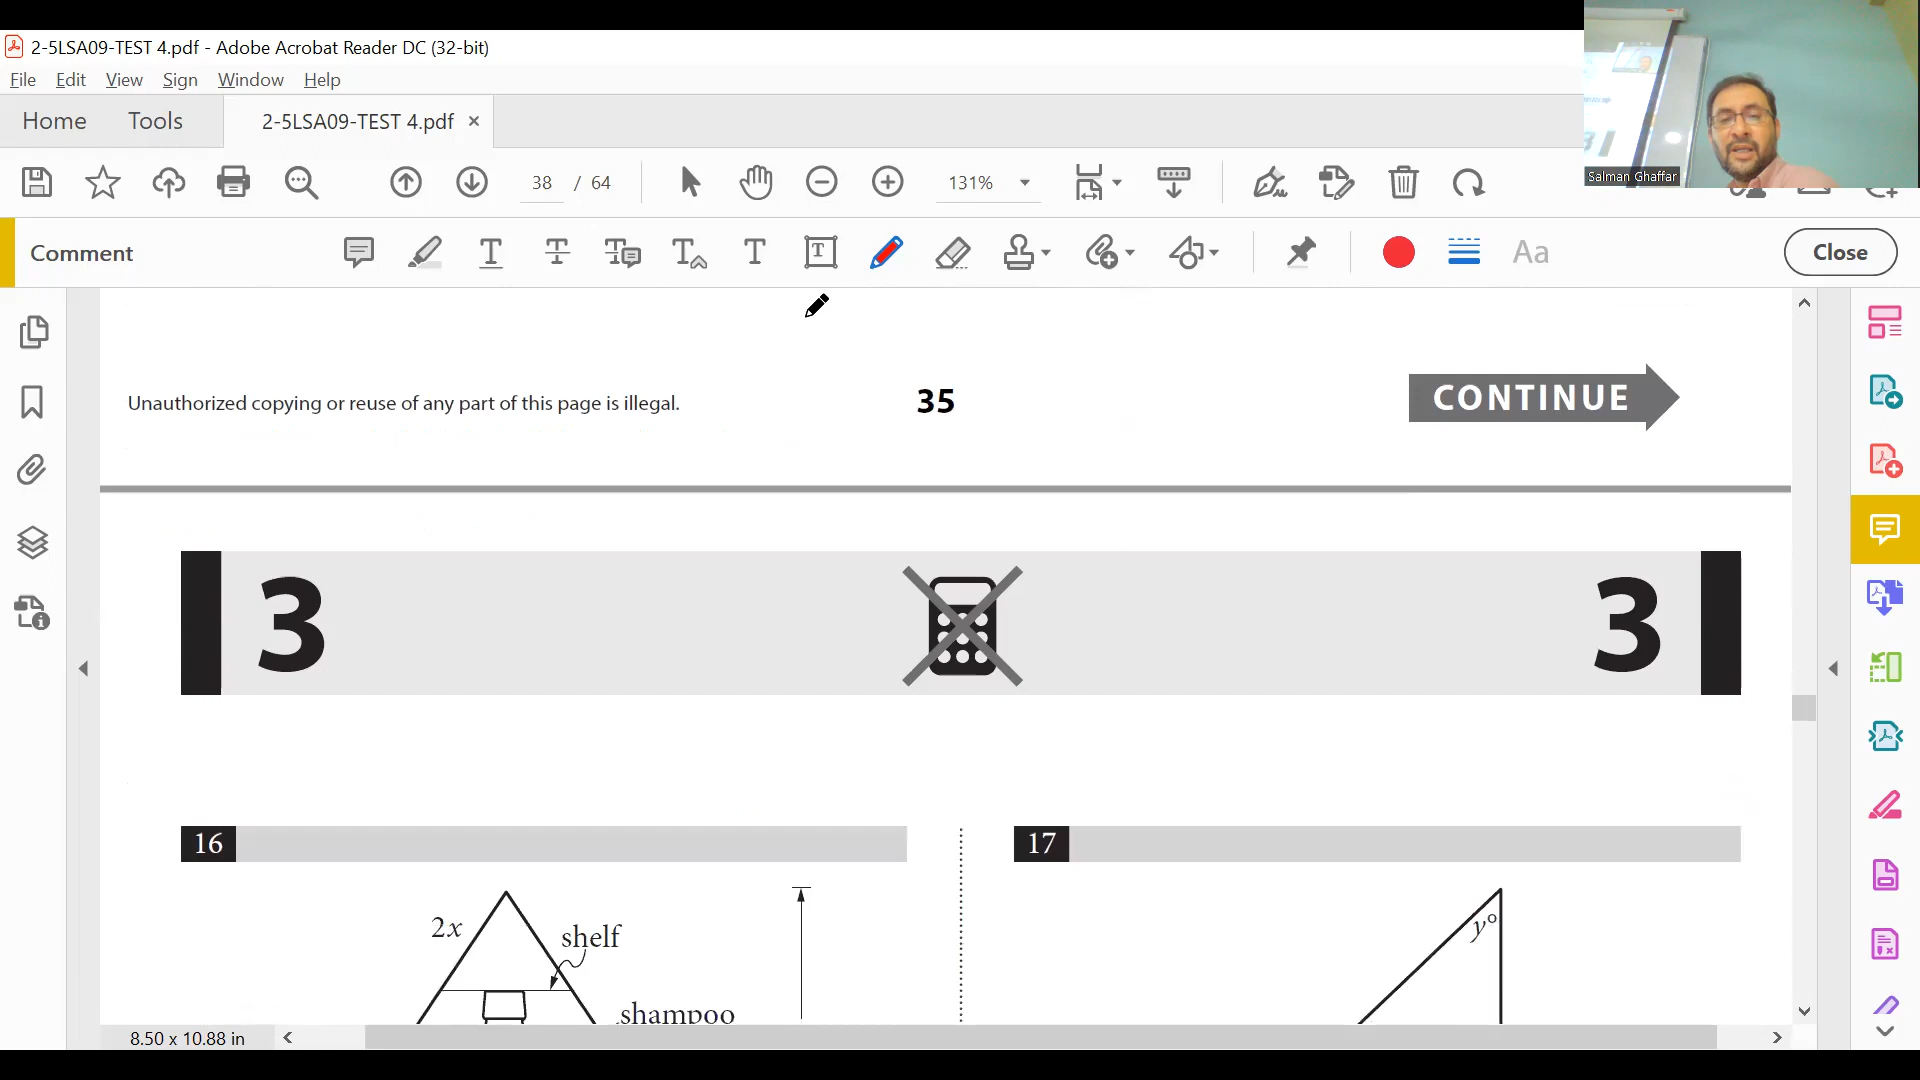 2-5LSA09-TEST 4.pdf - Adobe Acrobat Reader DC (32-bit)
File Edit View Sign Window Help
Home Tools 2-5LSA09-TEST 4.pdf ×
38 / 64 131%
Salman Ghaffar
Comment T T T T T T Aa Close
Unauthorized copying or reuse of any part of this page is illegal. 35 CONTINUE
3 3
16 17
2x
shelf
shampoo
y°
8.50 x 10.88 in